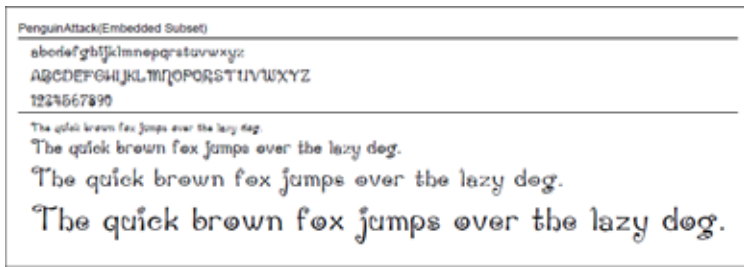 PenguinAttack(Embedded Subset)
abcdefghijklmnopqrstuvwxyz
ABCDEFGHIJKLMNOPQRSTUVWXYZ
1234567890
The quick brown fox jumps over the lazy dog.
The quick brown fox jumps over the lazy dog.
The quick brown fox jumps over the lazy dog.
The quick brown fox jumps over the lazy dog.